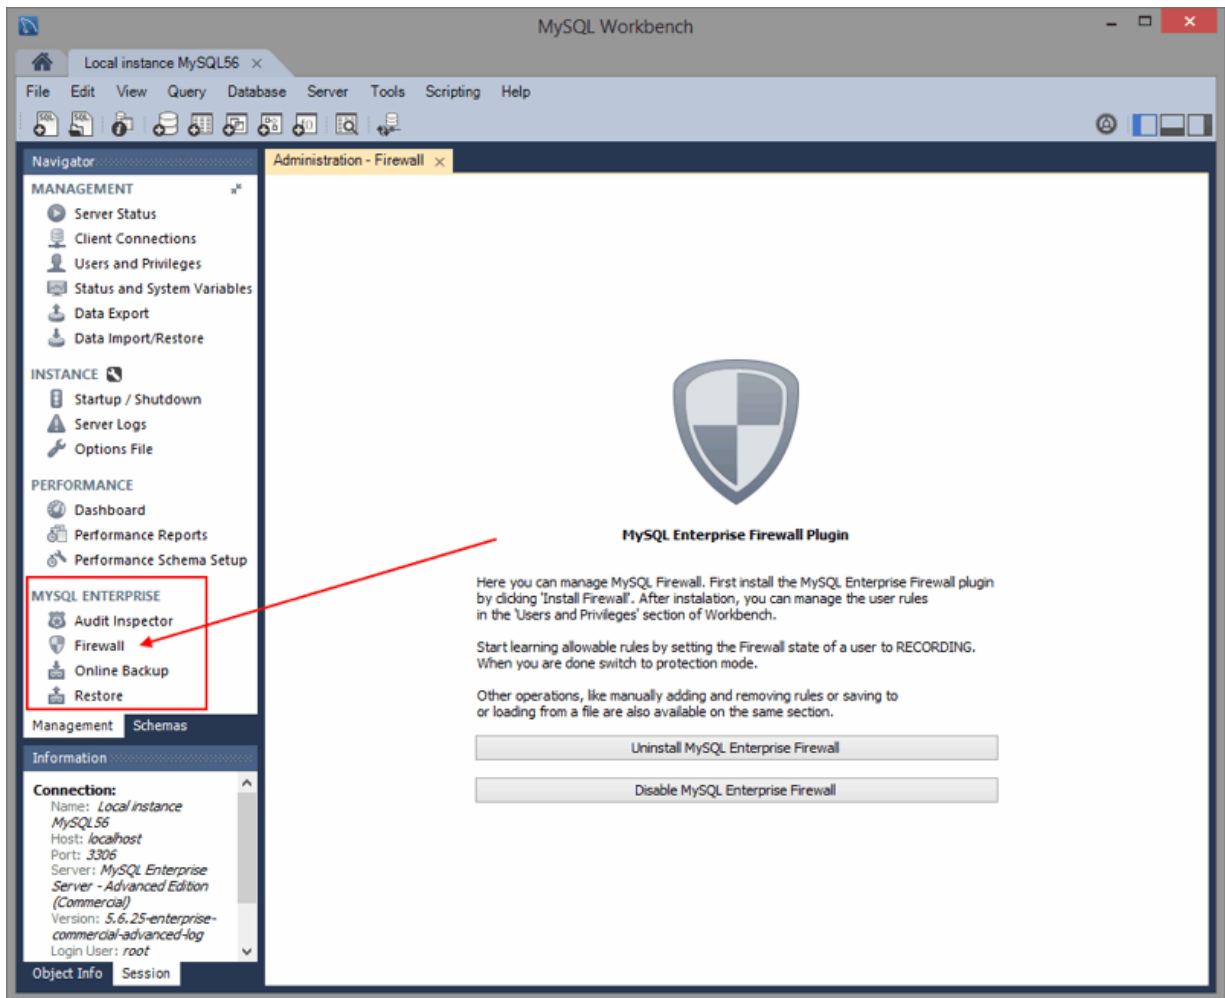 MySQL Workbench
Local instance MySQL56
File Edit View Query Database Server Tools Scripting Help
Navigator
MANAGEMENT
Server Status
Client Connections
Users and Privileges
Status and System Variables
Data Export
Data Import/Restore
INSTANCE
Startup / Shutdown
Server Logs
Options File
PERFORMANCE
Dashboard
Performance Reports
Performance Schema Setup
MYSQL ENTERPRISE
Audit Inspector
Firewall
Online Backup
Restore
Management Schemas
Information
Connection:
Name: Local instance
MySQL56
Host: localhost
Port: 3306
Server: MySQL Enterprise
Server - Advanced Edition
(Commercial)
Version: 5.6.25-enterprise-
commercial-advanced-log
Login User: root
Object Info Session
Administration - Firewall
MySQL Enterprise Firewall Plugin
Here you can manage MySQL Firewall. First install the MySQL Enterprise Firewall plugin
by clicking 'Install Firewall'. After instalation, you can manage the user rules
in the 'Users and Privileges' section of Workbench.
Start learning allowable rules by setting the Firewall state of a user to RECORDING.
When you are done switch to protection mode.
Other operations, like manually adding and removing rules or saving to
or loading from a file are also available on the same section.
Uninstall MySQL Enterprise Firewall
Disable MySQL Enterprise Firewall